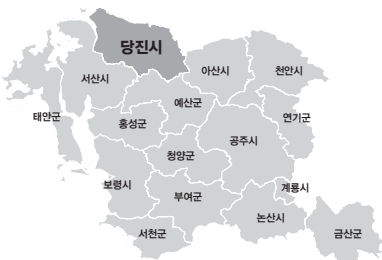 당진시
아산시
천안시
서산시
예산군
태안군
홍성군
연기군
공주시
청양군
보령시
부여군
계룡시
논산시
서천군
금산군